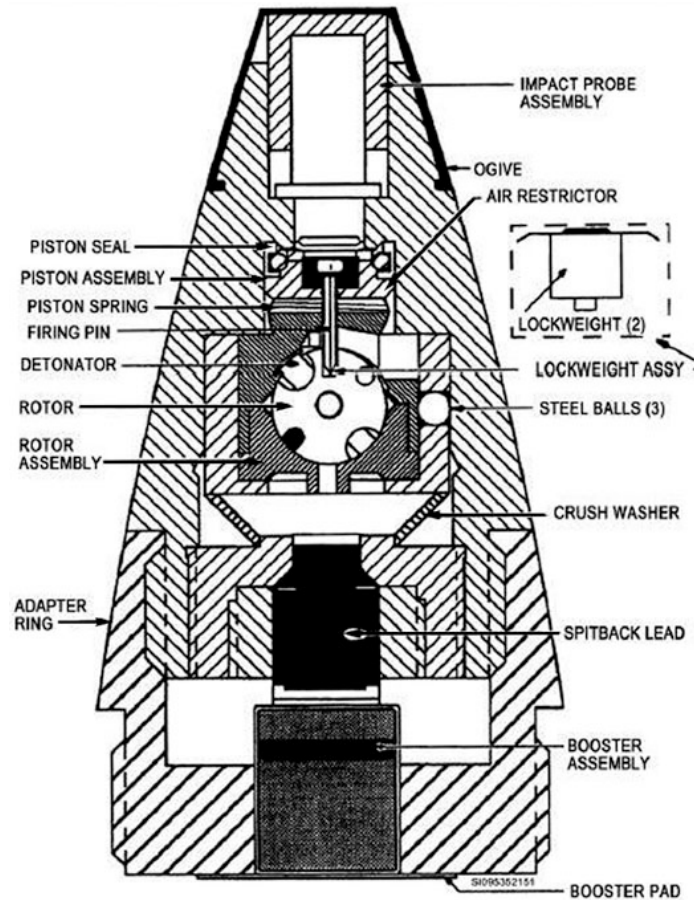 IMPACT PROBE
ASSEMBLY
OGIVE
AIR RESTRICTOR
PISTON SEAL
PISTON ASSEMBLY
PISTON SPRING
FIRING PIN
DETONATOR
ROTOR
ROTOR
ASSEMBLY
LOCKWEIGHT (2)
LOCKWEIGHT ASSY
STEEL BALLS (3)
CRUSH WASHER
ADAPTER
RING
SPITBACK LEAD
BOOSTER
ASSEMBLY
SI095352151
BOOSTER PAD